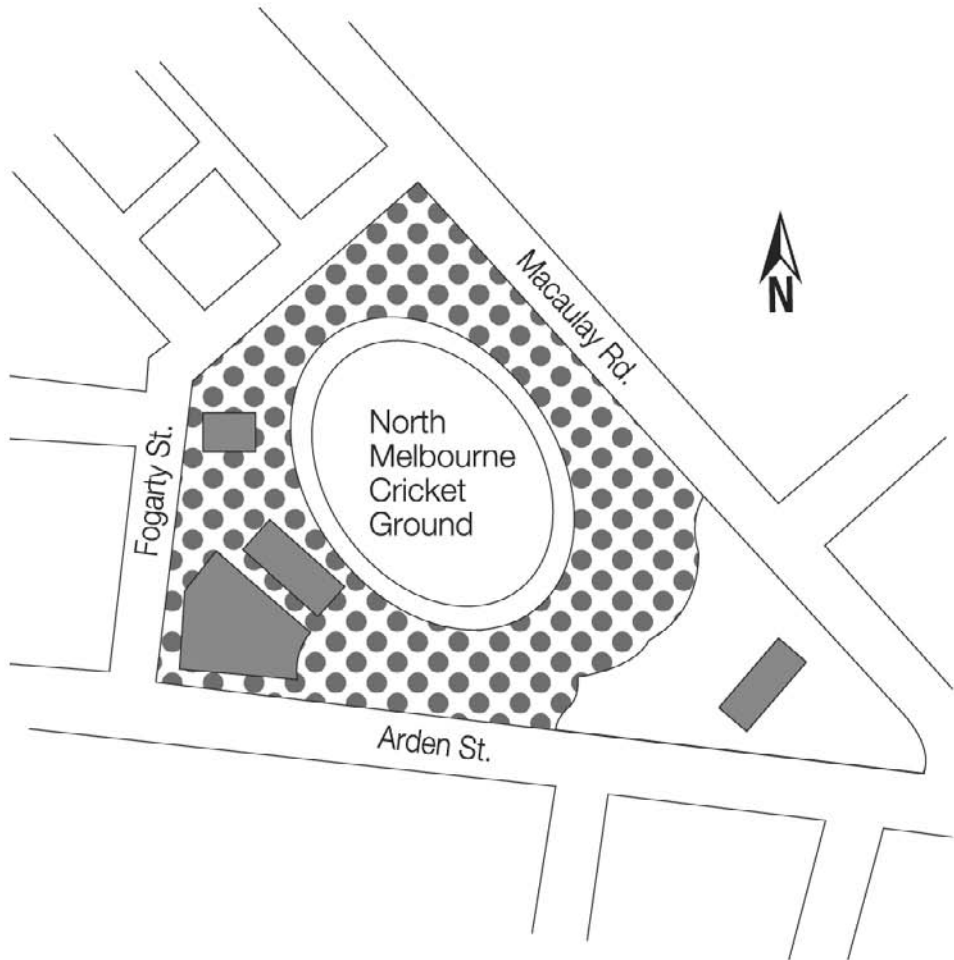 Macaulay Rd.
N
North
Melbourne
Cricket
Ground
Fogarty St.
Arden St.